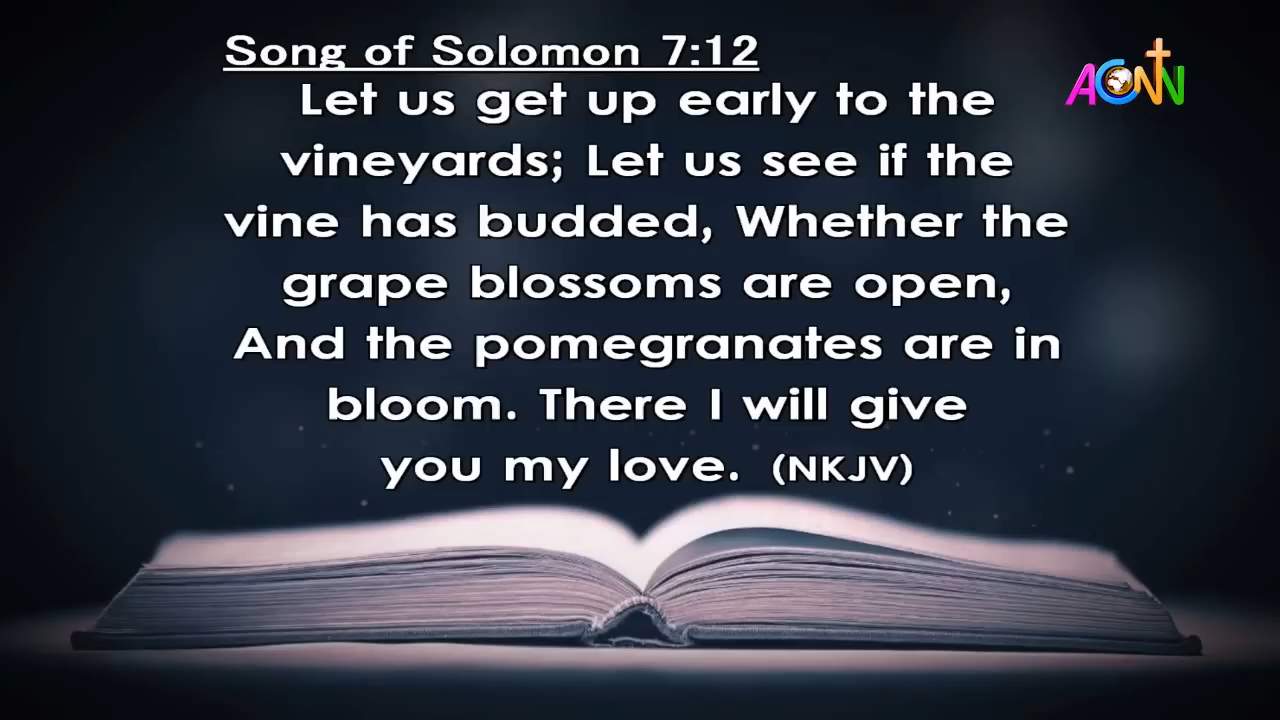 Song of Solomon 7:12
ACNN
Let us get up early to the
vineyards; Let us see if the
vine has budded, Whether the
grape blossoms are open,
And the pomegranates are in
bloom. There I will give
you my love. (NKJV)